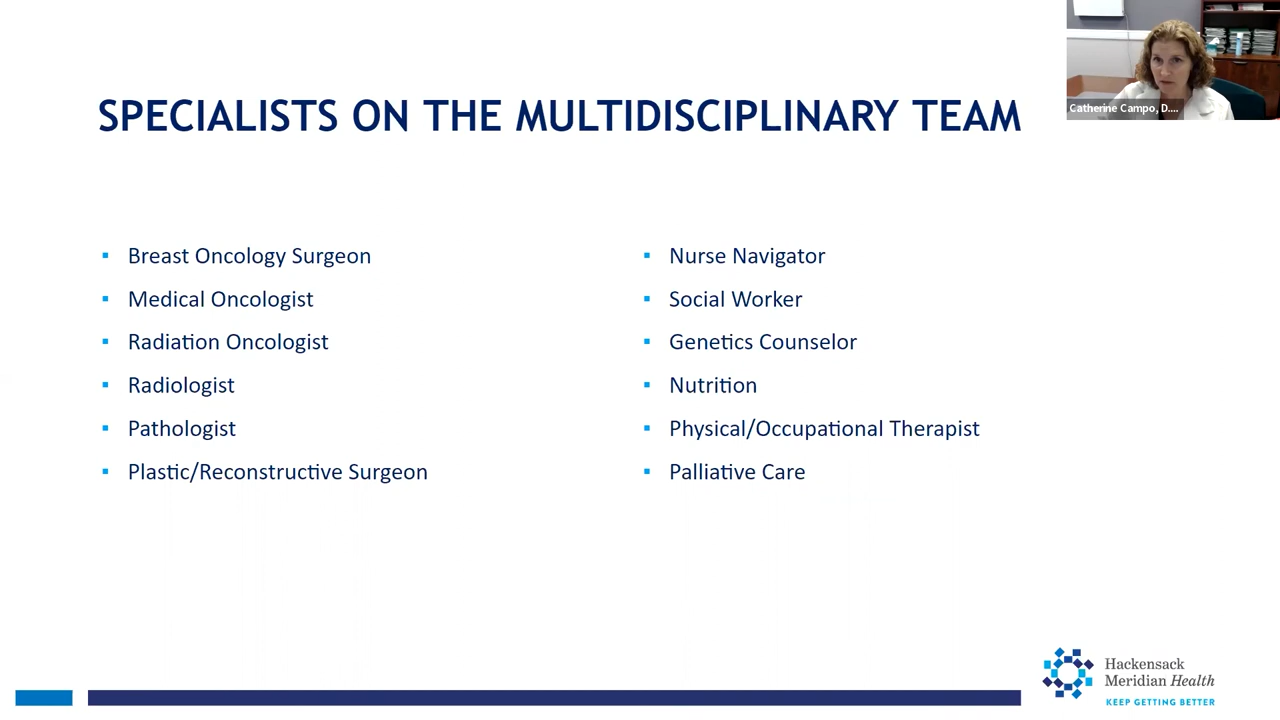 SPECIALISTS ON THE MULTIDISCIPLINARY TEAM
Catherine Campo, D....
▪ Breast Oncology Surgeon
▪ Medical Oncologist
▪ Radiation Oncologist
▪ Radiologist
▪ Pathologist
▪ Plastic/Reconstructive Surgeon
▪ Nurse Navigator
▪ Social Worker
▪ Genetics Counselor
▪ Nutrition
▪ Physical/Occupational Therapist
▪ Palliative Care
Hackensack
Meridian Health
KEEP GETTING BETTER